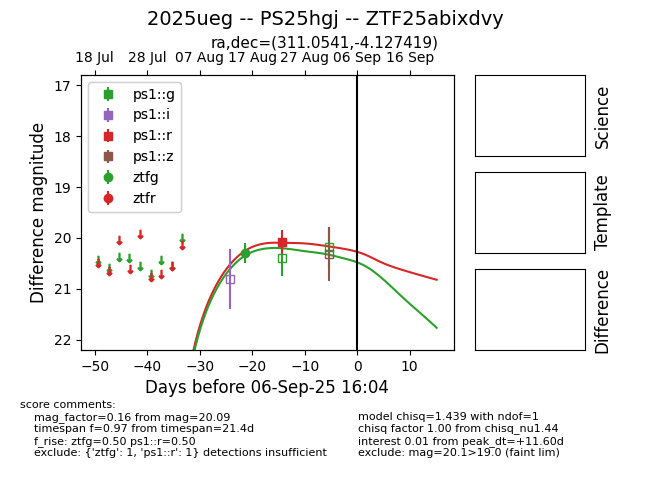 2025ueg -- PS25hgj -- ZTF25abixdvy
ra,dec=(311.0541,-4.127419)
18 Jul 28 Jul 07 Aug 17 Aug 27 Aug 06 Sep 16 Sep
ps1::g
ps1::i
ps1::r
ps1::z
ztfg
ztfr
17
18
19
20
21
22
Difference magnitude
−50 −40 −30 −20 −10 0 10
Days before 06-Sep-25 16:04
Science
Template
Difference
score comments:
mag_factor=0.16 from mag=20.09
timespan f=0.97 from timespan=21.4d
f_rise: ztfg=0.50 ps1::r=0.50
exclude: {'ztfg': 1, 'ps1::r': 1} detections insufficient
model chisq=1.439 with ndof=1
chisq factor 1.00 from chisq_nu1.44
interest 0.01 from peak_dt=+11.60d
exclude: mag=20.1>19.0 (faint lim)